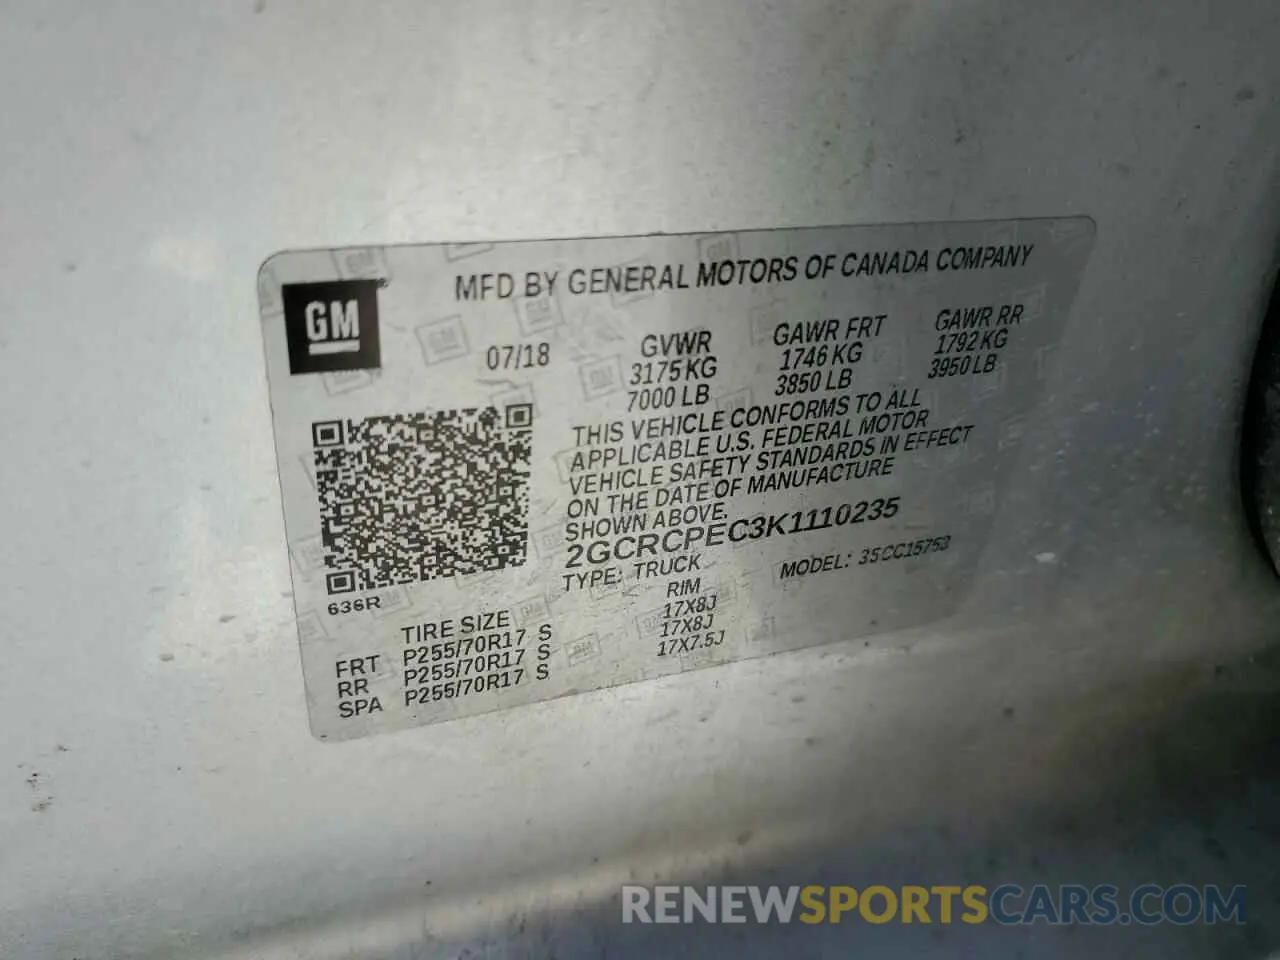 MFD BY GENERAL MOTORS OF CANADA COMPANY
GM
07/18
GVWR
3175KG
7000 LB
GAWR FRT
1746 KG
3850 LB
GAWR RR
1792 KG
3950 LB
THIS VEHICLE CONFORMS TO ALL
APPLICABLE U.S. FEDERAL MOTOR
VEHICLE SAFETY STANDARDS IN EFFECT
ON THE DATE OF MANUFACTURE
SHOWN ABOVE.
2GCRCPEC3K1110235
TYPE: TRUCK
MODEL: 35CC15753
636R
TIRE SIZE
RIM
FRT P255/70R17 S 17X8J
RR P255/70R17 S 17X8J
SPA P255/70R17 S 17X7.5J
RENEWSPORTSCARS.COM